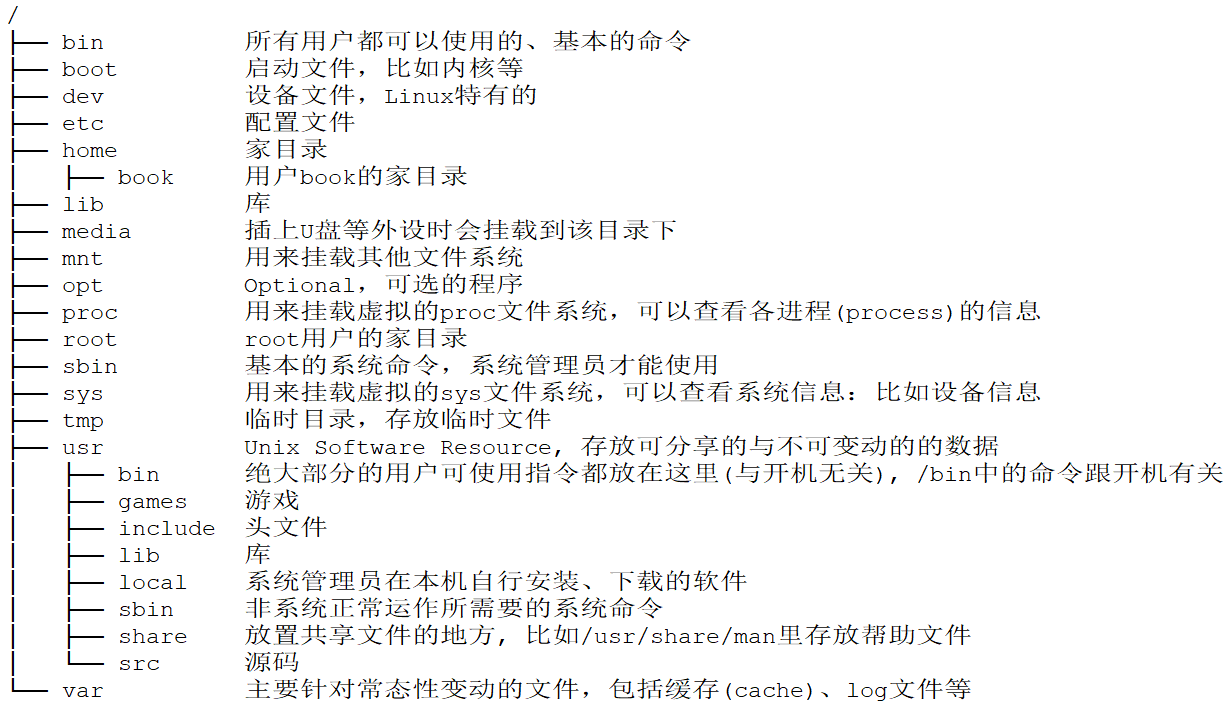 /
├── bin 所有用户都可以使用的、基本的命令
├── boot 启动文件，比如内核等
├── dev 设备文件，Linux特有的
├── etc 配置文件
├── home 家目录
│   ├── book 用户book的家目录
├── lib 库
├── media 插上U盘等外设时会挂载到该目录下
├── mnt 用来挂载其他文件系统
├── opt Optional，可选的程序
├── proc 用来挂载虚拟的proc文件系统，可以查看各进程(process)的信息
├── root root用户的家目录
├── sbin 基本的系统命令，系统管理员才能使用
├── sys 用来挂载虚拟的sys文件系统，可以查看系统信息：比如设备信息
├── tmp 临时目录，存放临时文件
├── usr Unix Software Resource, 存放可分享的与不可变动的的数据
│   ├── bin 绝大部分的用户可使用指令都放在这里(与开机无关), /bin中的命令跟开机有关
│   ├── games 游戏
│   ├── include 头文件
│   ├── lib 库
│   ├── local 系统管理员在本机自行安装、下载的软件
│   ├── sbin 非系统正常运作所需要的系统命令
│   ├── share 放置共享文件的地方, 比如/usr/share/man里存放帮助文件
│   └── src 源码
└── var 主要针对常态性变动的文件，包括缓存(cache)、log文件等